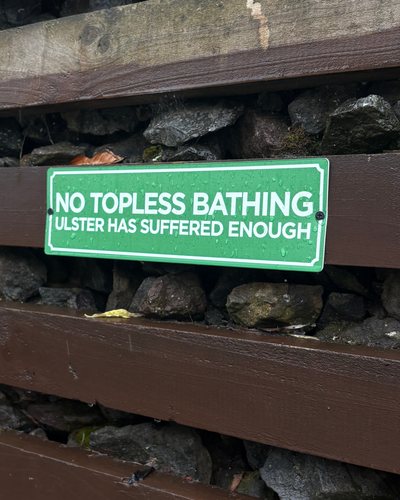 NO TOPLESS BATHING
ULSTER HAS SUFFERED ENOUGH